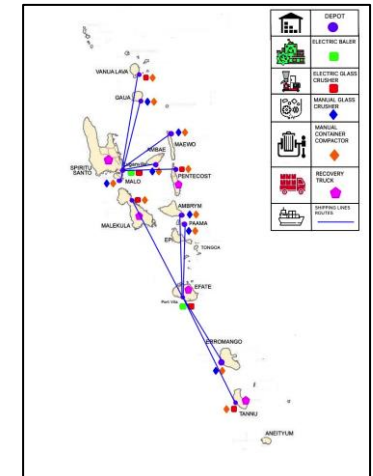 DEPOT
ELECTRIC BALER
ELECTRIC GLASS
CRUSHER
MANUAL GLASS
CRUSHER
MANUAL
CONTAINER
COMPACTOR
RECOVERY
TRUCK
SHIPPING LINES
ROUTES
VANUA LAVA
GAUA
MAEWO
AMBAE
SPIRITU
SANTO
PENTECOST
MALO
AMBRYM
PAAMA
MALEKULA
EPI
TONGOA
EFATE
Port Vila
ERROMANGO
TANNU
ANEITYUM